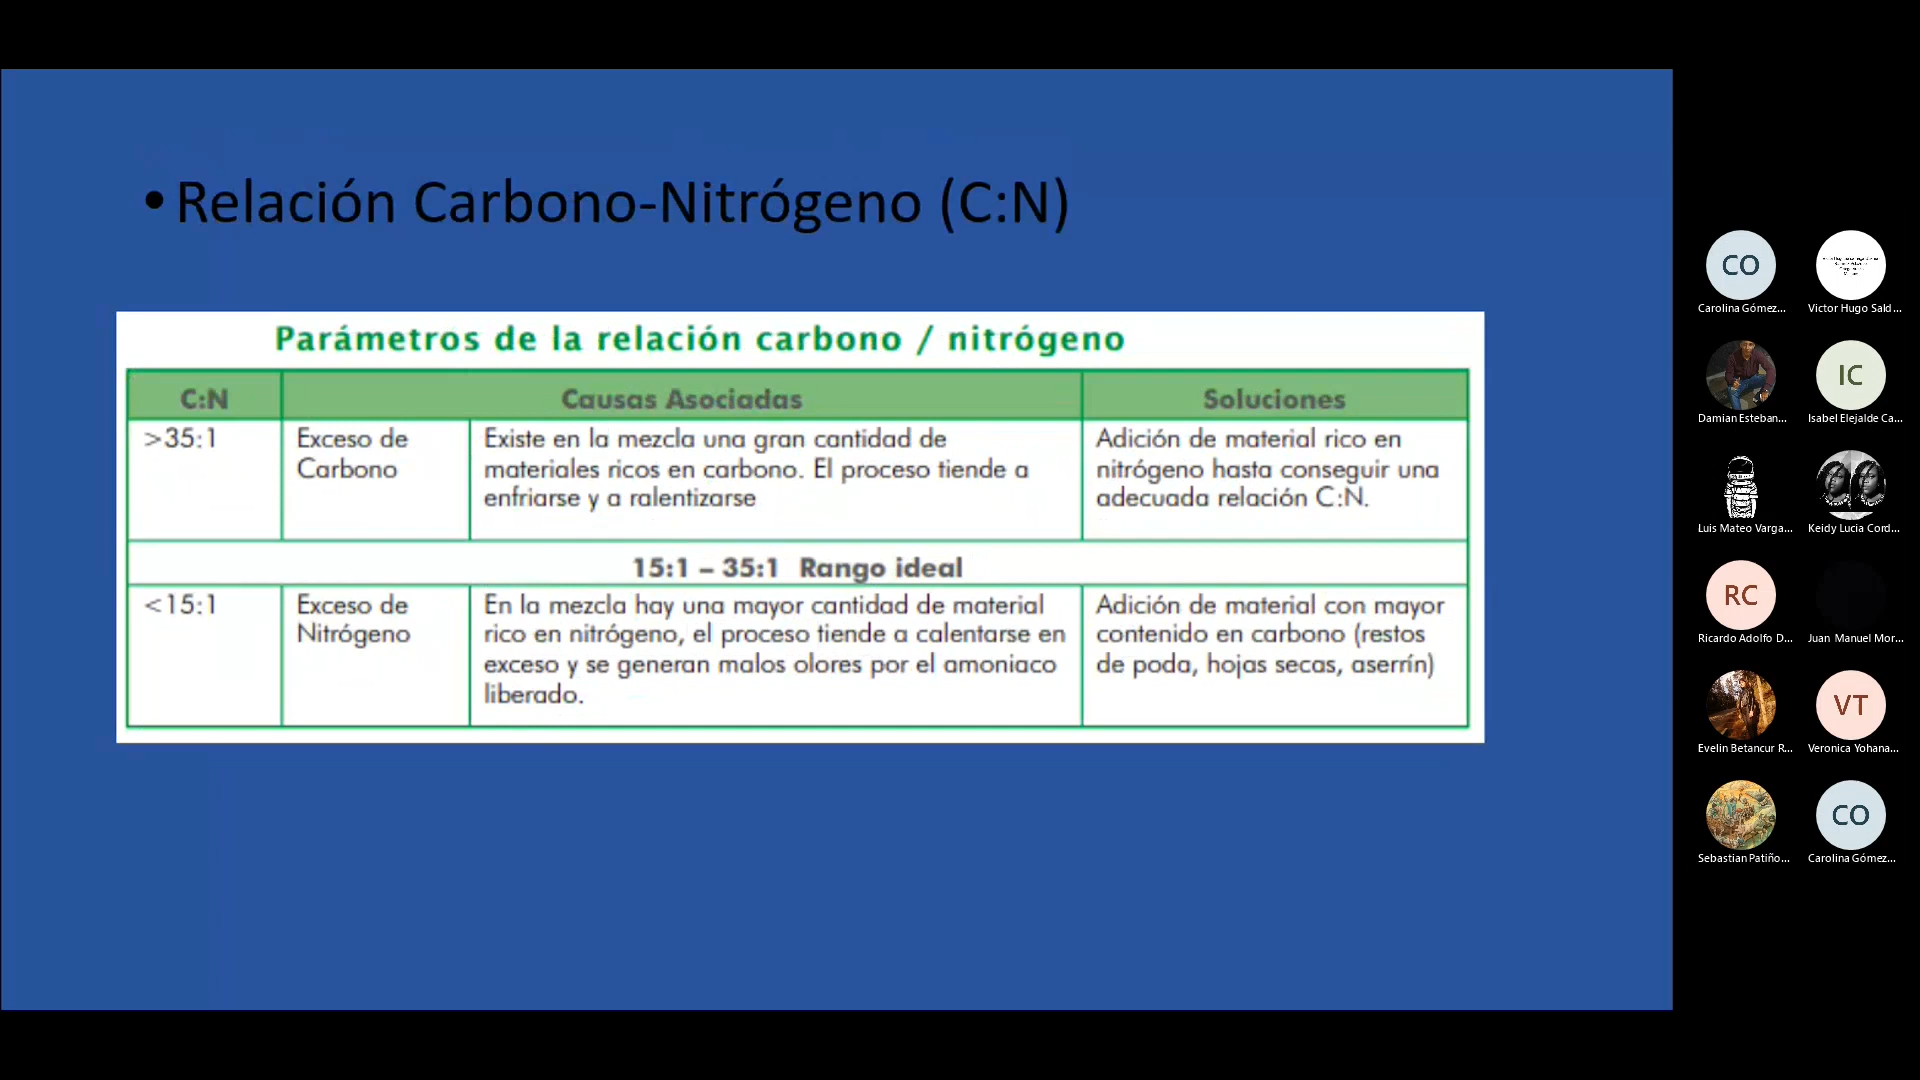 • Relación Carbono-Nitrógeno (C:N)
Parámetros de la relación carbono / nitrógeno
C:N
Causas Asociadas
Soluciones
>35:1
Exceso de
Carbono
Existe en la mezcla una gran cantidad de
materiales ricos en carbono. El proceso tiende a
enfriarse y a ralentizarse
Adición de material rico en
nitrógeno hasta conseguir una
adecuada relación C:N.
15:1 – 35:1 Rango ideal
<15:1
Exceso de
Nitrógeno
En la mezcla hay una mayor cantidad de material
rico en nitrógeno, el proceso tiende a calentarse en
exceso y se generan malos olores por el amoniaco
liberado.
Adición de material con mayor
contenido en carbono (restos
de poda, hojas secas, aserrín)
CO
Carolina Gómez...
Victor Hugo Sald...
Damian Esteban...
IC
Isabel Elejalde Ca...
Luis Mateo Varga...
Keidy Lucia Cord...
RC
Ricardo Adolfo D...
Juan Manuel Mor...
Evelin Betancur R...
VT
Veronica Yohana...
Sebastian Patiño...
CO
Carolina Gómez...